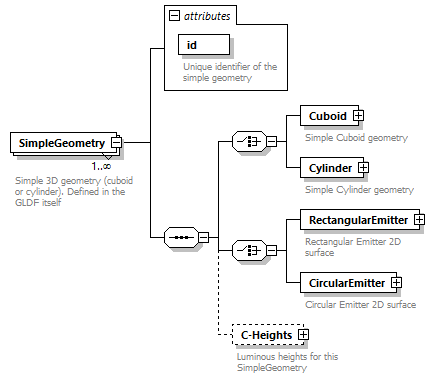 attributes
id
Unique identifier of the
simple geometry
SimpleGeometry
1..∞
Simple 3D geometry (cuboid
or cylinder). Defined in the
GLDF itself
Cuboid
Simple Cuboid geometry
Cylinder
Simple Cylinder geometry
RectangularEmitter
Rectangular Emitter 2D
surface
CircularEmitter
Circular Emitter 2D surface
C-Heights
Luminous heights for this
SimpleGeometry